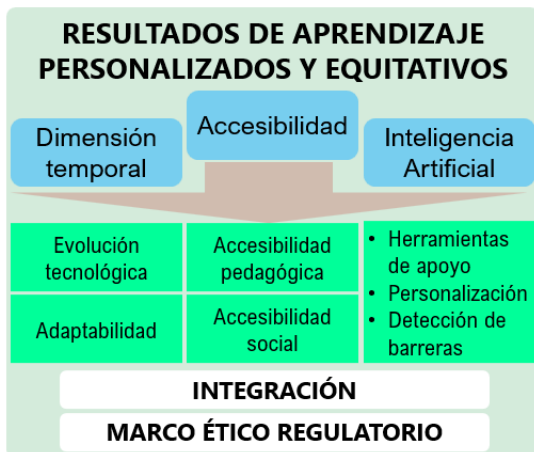 RESULTADOS DE APRENDIZAJE
PERSONALIZADOS Y EQUITATIVOS
Dimensión
temporal
Accesibilidad
Inteligencia
Artificial
Evolución
tecnológica
Accesibilidad
pedagógica
• Herramientas
de apoyo
• Personalización
• Detección de
barreras
Adaptabilidad
Accesibilidad
social
INTEGRACIÓN
MARCO ÉTICO REGULATORIO